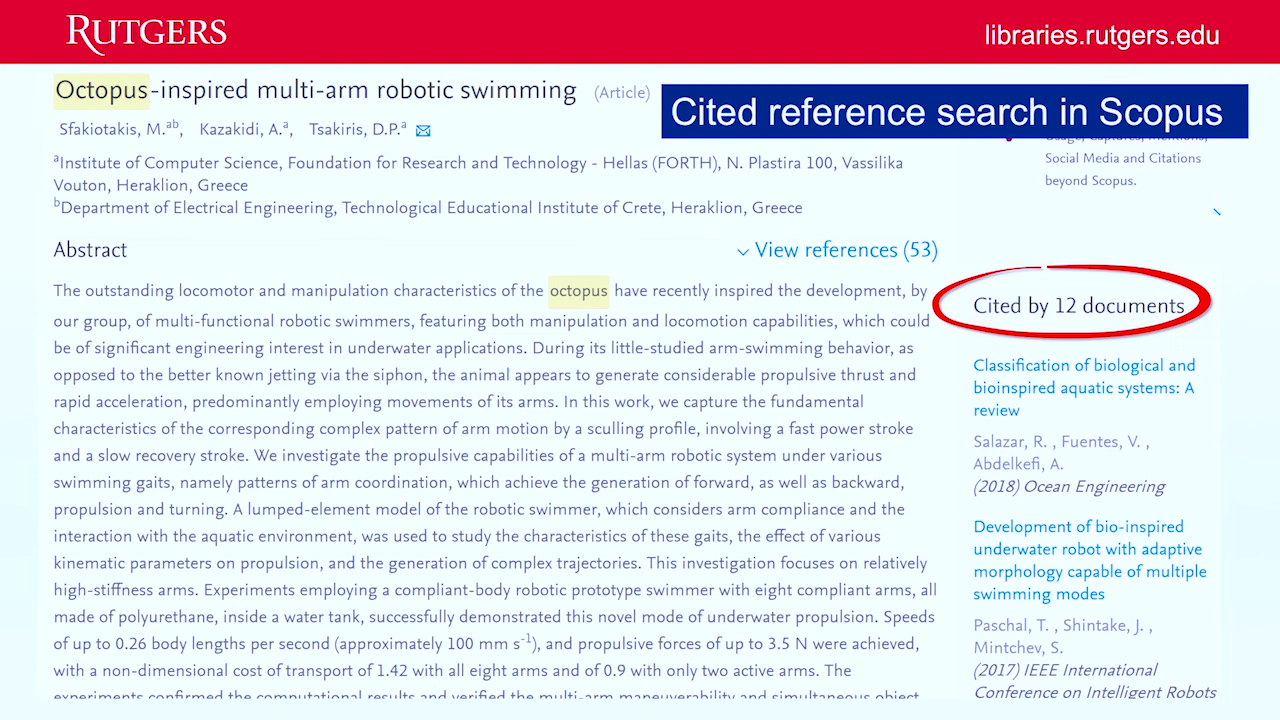 RUTGERS
libraries.rutgers.edu
Octopus-inspired multi-arm robotic swimming (Article)
Cited reference search in Scopus
Sfakiotakis, M.ab, Kazakidi, A.a, Tsakiris, D.P.a
aInstitute of Computer Science, Foundation for Research and Technology - Hellas (FORTH), N. Plastira 100, Vassilika
Vouton, Heraklion, Greece
bDepartment of Electrical Engineering, Technological Educational Institute of Crete, Heraklion, Greece
Abstract
View references (53)
The outstanding locomotor and manipulation characteristics of the octopus have recently inspired the development, by
our group, of multi-functional robotic swimmers, featuring both manipulation and locomotion capabilities, which could
be of significant engineering interest in underwater applications. During its little-studied arm-swimming behavior, as
opposed to the better known jetting via the siphon, the animal appears to generate considerable propulsive thrust and
rapid acceleration, predominantly employing movements of its arms. In this work, we capture the fundamental
characteristics of the corresponding complex pattern of arm motion by a sculling profile, involving a fast power stroke
and a slow recovery stroke. We investigate the propulsive capabilities of a multi-arm robotic system under various
swimming gaits, namely patterns of arm coordination, which achieve the generation of forward, as well as backward,
propulsion and turning. A lumped-element model of the robotic swimmer, which considers arm compliance and the
interaction with the aquatic environment, was used to study the characteristics of these gaits, the effect of various
kinematic parameters on propulsion, and the generation of complex trajectories. This investigation focuses on relatively
high-stiffness arms. Experiments employing a compliant-body robotic prototype swimmer with eight compliant arms, all
made of polyurethane, inside a water tank, successfully demonstrated this novel mode of underwater propulsion. Speeds
of up to 0.26 body lengths per second (approximately 100 mm s-1), and propulsive forces of up to 3.5 N were achieved,
with a non-dimensional cost of transport of 1.42 with all eight arms and of 0.9 with only two active arms. The
experiments confirmed the computational results and verified the multi-arm maneuverability and simultaneous object
Usage, Captures, Mentions,
Social Media and Citations
beyond Scopus.
Cited by 12 documents
Classification of biological and
bioinspired aquatic systems: A
review
Salazar, R. , Fuentes, V. ,
Abdelkefi, A.
(2018) Ocean Engineering
Development of bio-inspired
underwater robot with adaptive
morphology capable of multiple
swimming modes
Paschal, T. , Shintake, J. ,
Mintchev, S.
(2017) IEEE International
Conference on Intelligent Robots